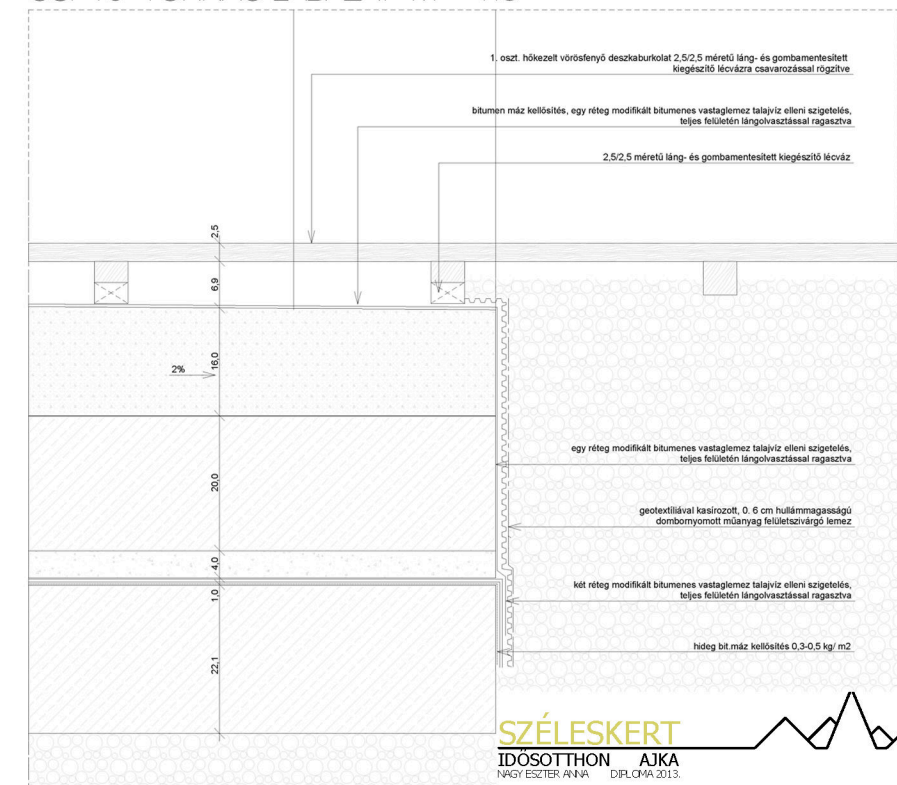 1. oszt. hőkezelt vörösfenyő deszkaburkolat 2,5/2,5 méretű láng- és gombamentesített
kiegészítő lécvázra csavarozással rögzítve
bitumen máz kellősítés, egy réteg modifikált bitumenes vastaglemez talajvíz elleni szigetelés,
teljes felületén lángolvasztással ragasztva
2,5/2,5 méretű láng- és gombamentesített kiegészítő lécváz
2,5
6,9
16,0
2%
egy réteg modifikált bitumenes vastaglemez talajvíz elleni szigetelés,
teljes felületén lángolvasztással ragasztva
20,0
geotextíliával kasírozott, 0. 6 cm hullámmagasságú
dombornyomott műanyag felületszivárgó lemez
4,0
két réteg modifikált bitumenes vastaglemez talajvíz elleni szigetelés,
teljes felületén lángolvasztással ragasztva
1,0
hideg bit.máz kellősítés 0,3-0,5 kg/ m2
22,1
SZÉLESKERT
IDŐSOTTHON AJKA
NAGY ESZTER ANNA DIPLOMA 2013.